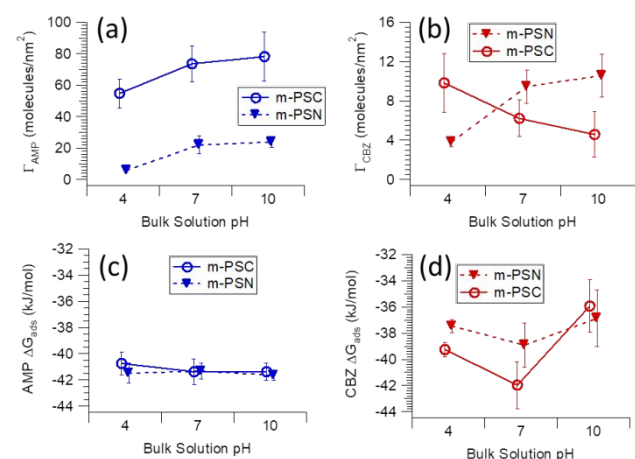 (a)
Γ_AMP (molecules/nm²)
100
80
60
40
20
0
m-PSC
m-PSN
4
7
10
Bulk Solution pH
(b)
Γ_CBZ (molecules/nm²)
16
12
8
4
0
m-PSN
m-PSC
4
7
10
Bulk Solution pH
(c)
AMP ΔG_ads (kJ/mol)
-32
-34
-36
-38
-40
-42
-44
m-PSC
m-PSN
4
7
10
Bulk Solution pH
(d)
CBZ ΔG_ads (kJ/mol)
-32
-34
-36
-38
-40
-42
-44
m-PSN
m-PSC
4
7
10
Bulk Solution pH